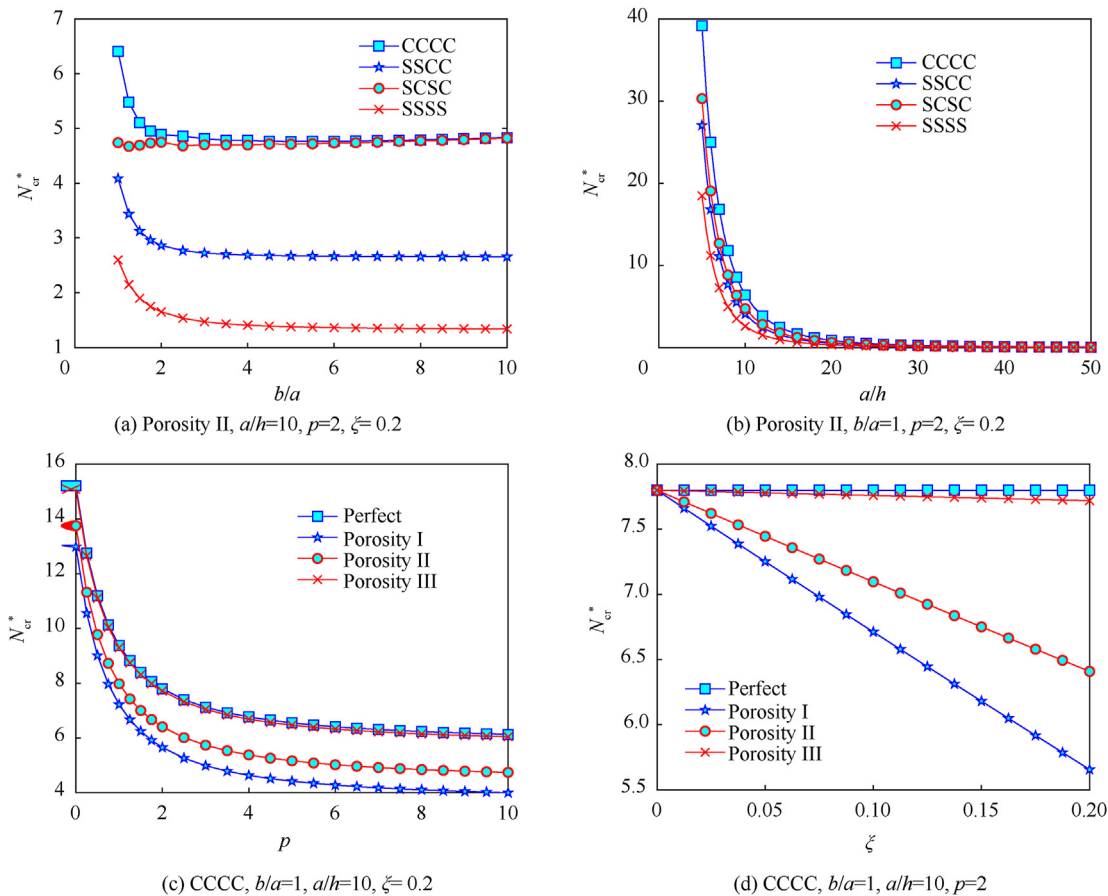 7
6
5
4
3
2
1
0
2
4
6
8
10
N*cr
b/a
CCCC
SSCC
SCSC
SSSS
(a) Porosity II, a/h=10, p=2, ξ= 0.2
40
30
20
10
0
10
20
30
40
50
N*cr
a/h
CCCC
SSCC
SCSC
SSSS
(b) Porosity II, b/a=1, p=2, ξ= 0.2
16
14
12
10
8
6
4
0
2
4
6
8
10
N*cr
p
Perfect
Porosity I
Porosity II
Porosity III
(c) CCCC, b/a=1, a/h=10, ξ= 0.2
8.0
7.5
7.0
6.5
6.0
5.5
0
0.05
0.10
0.15
0.20
N*cr
ξ
Perfect
Porosity I
Porosity II
Porosity III
(d) CCCC, b/a=1, a/h=10, p=2